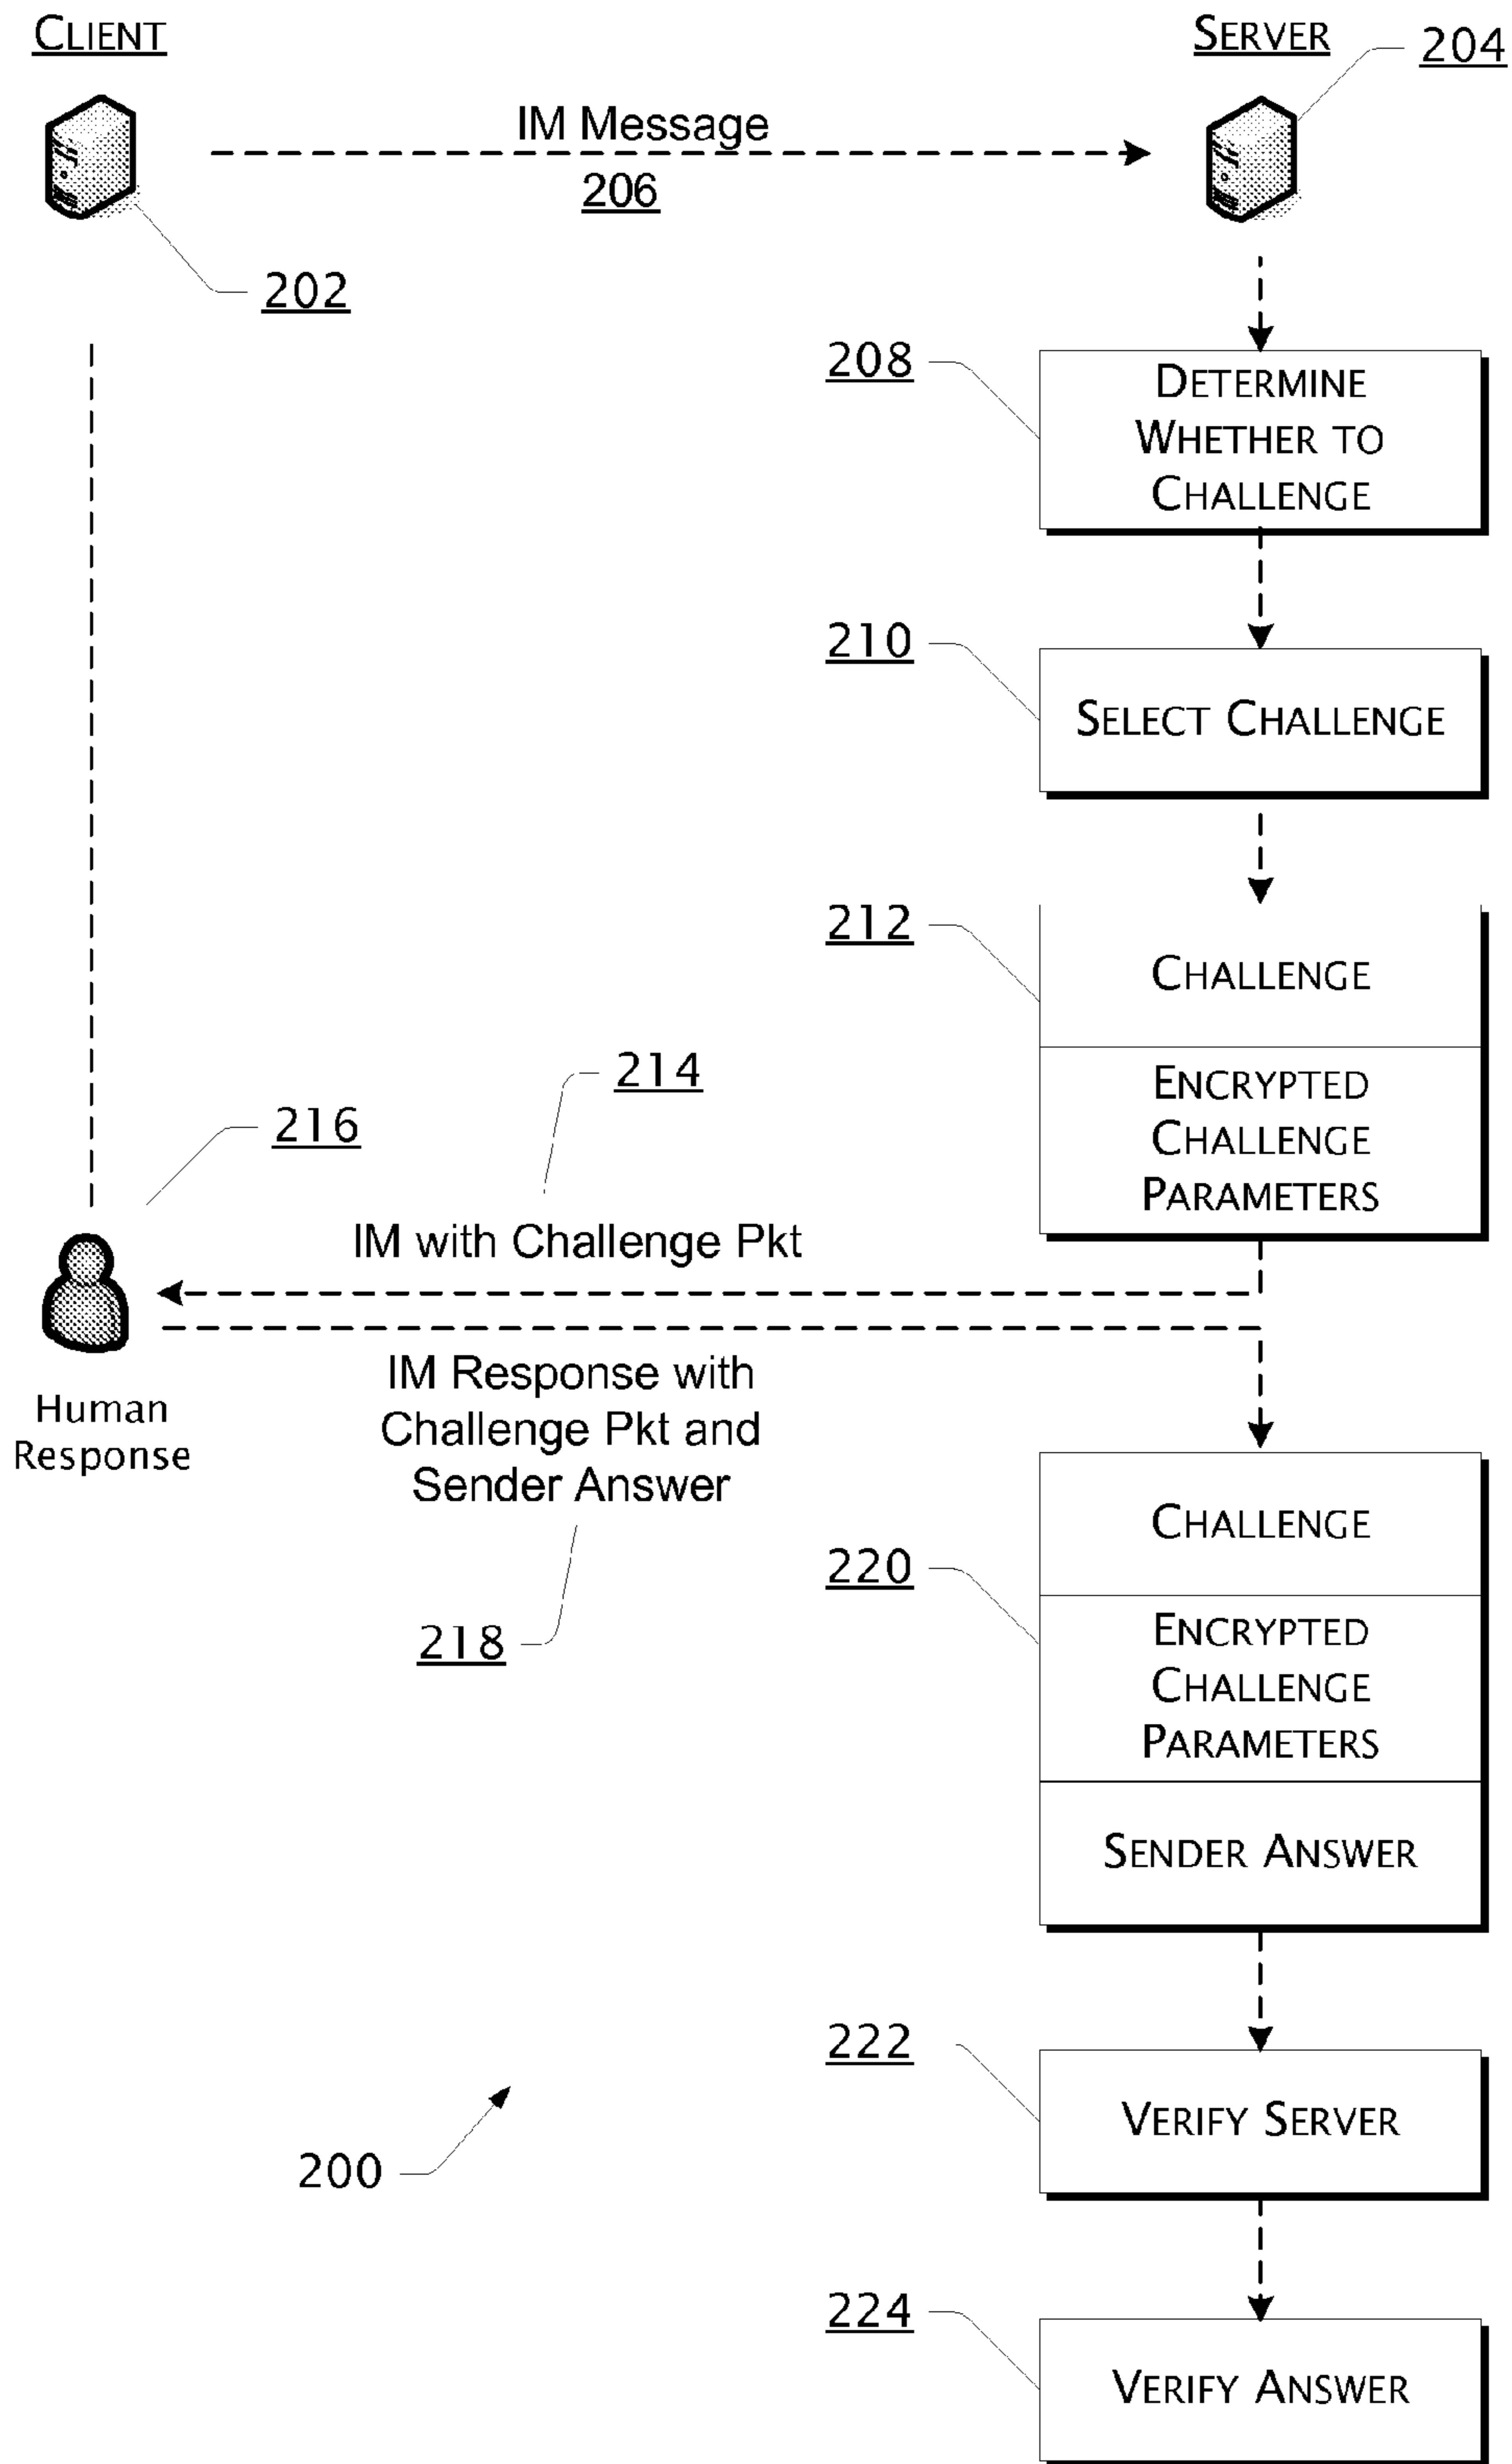 CLIENT
SERVER
204
IM Message
206
202
208
DETERMINE
WHETHER TO
CHALLENGE
210
SELECT CHALLENGE
212
CHALLENGE
ENCRYPTED
CHALLENGE
PARAMETERS
214
216
IM with Challenge Pkt
Human
Response
IM Response with
Challenge Pkt and
Sender Answer
218
220
CHALLENGE
ENCRYPTED
CHALLENGE
PARAMETERS
SENDER ANSWER
222
VERIFY SERVER
200
224
VERIFY ANSWER